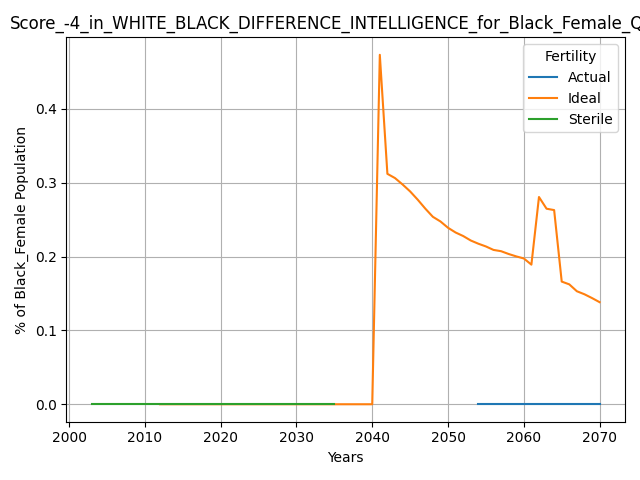 Score_-4_in_WHITE_BLACK_DIFFERENCE_INTELLIGENCE_for_Black_Female_Q
Fertility
Actual
Ideal
Sterile
% of Black_Female Population
0.4
0.3
0.2
0.1
0.0
2000 2010 2020 2030 2040 2050 2060 2070
Years